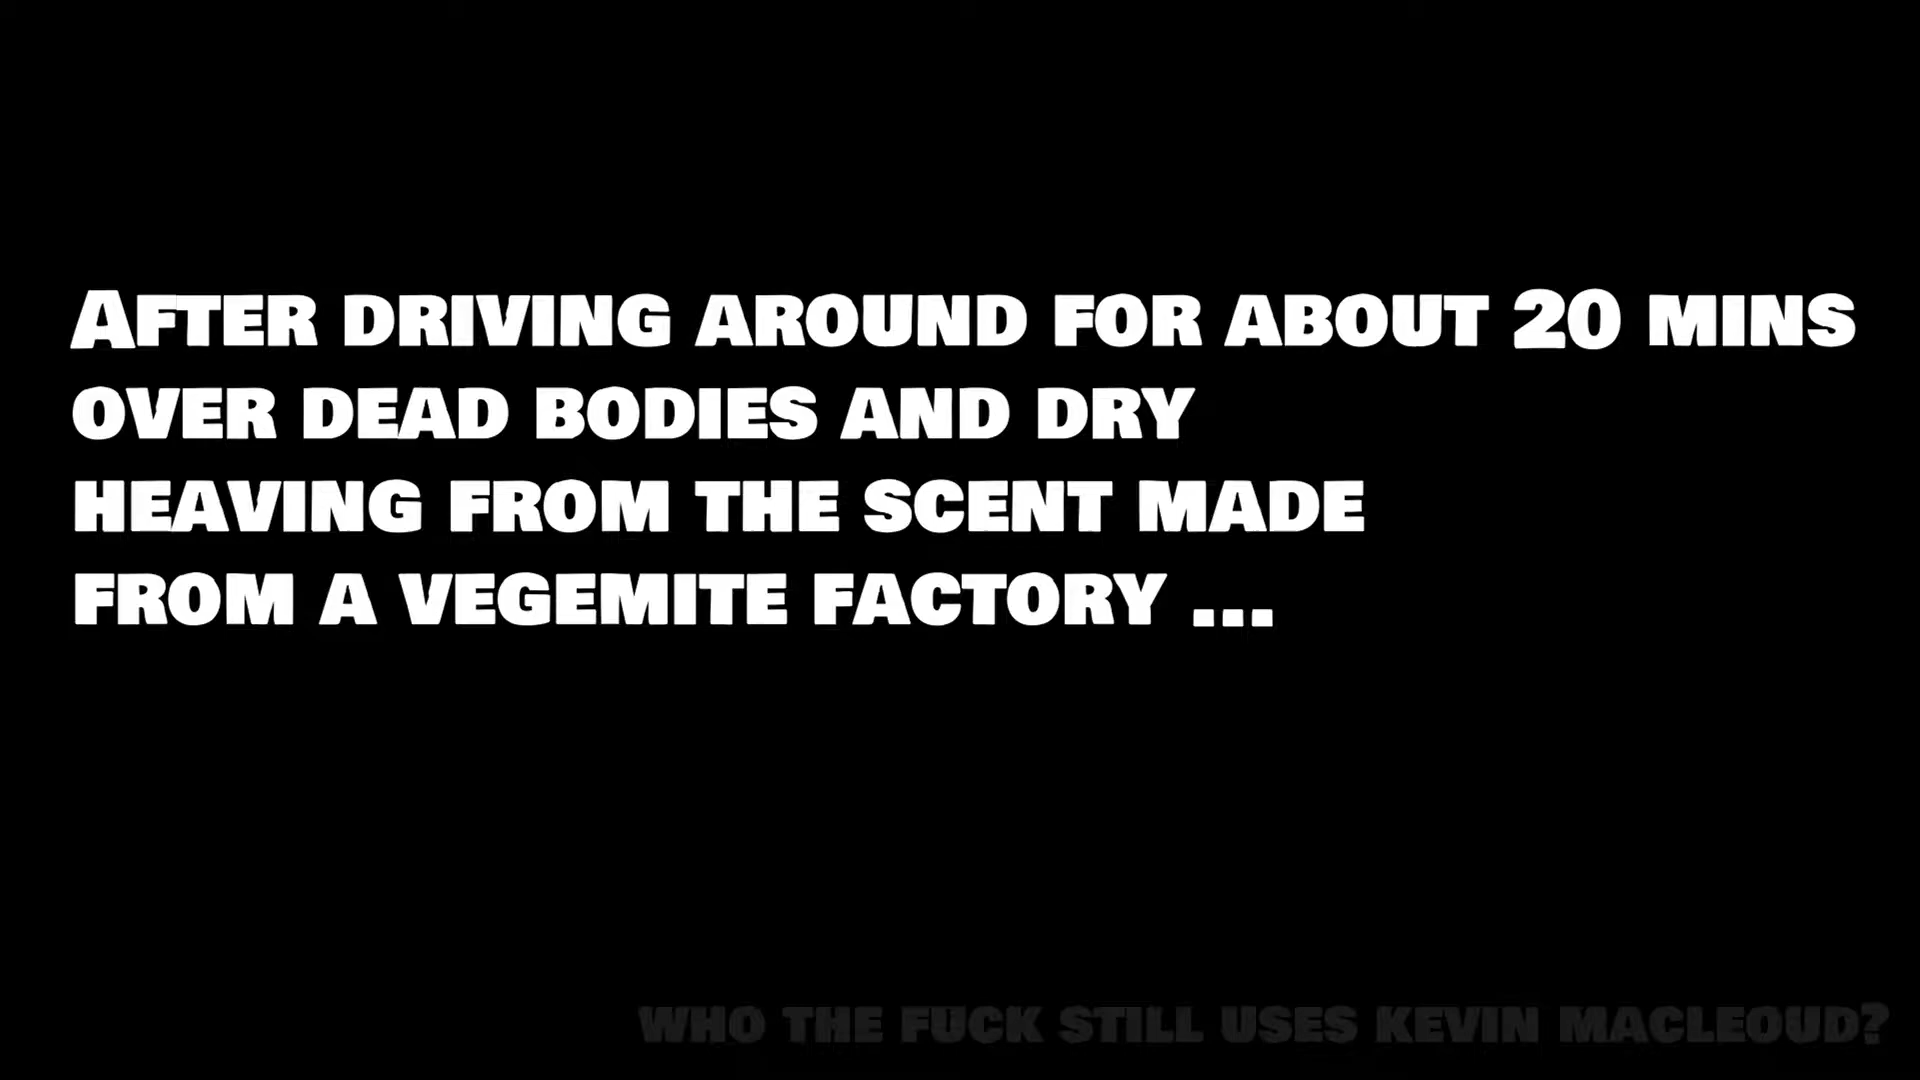 After driving around for about 20 mins
over dead bodies and dry
heaving from the scent made
from a vegemite factory ...
who the fuck still uses kevin macleoud?